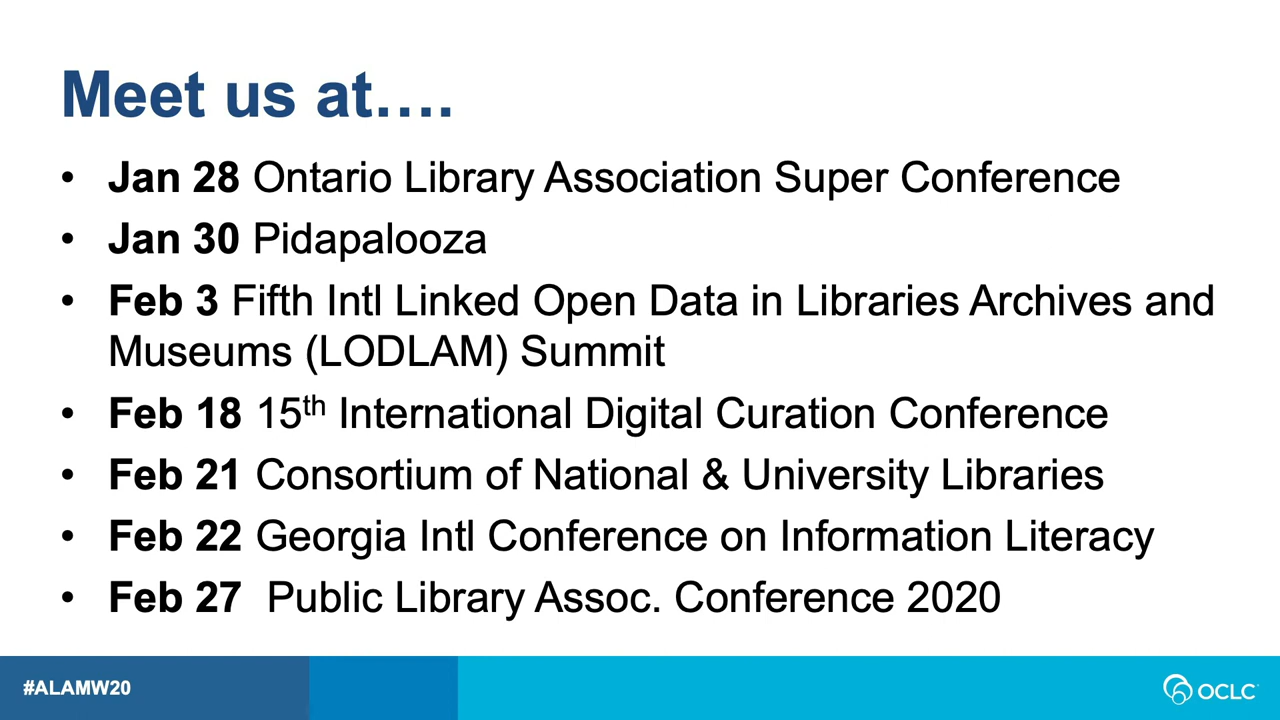 Meet us at….
• Jan 28 Ontario Library Association Super Conference
• Jan 30 Pidapalooza
• Feb 3 Fifth Intl Linked Open Data in Libraries Archives and
Museums (LODLAM) Summit
• Feb 18 15th International Digital Curation Conference
• Feb 21 Consortium of National & University Libraries
• Feb 22 Georgia Intl Conference on Information Literacy
• Feb 27 Public Library Assoc. Conference 2020
#ALAMW20
OCLC